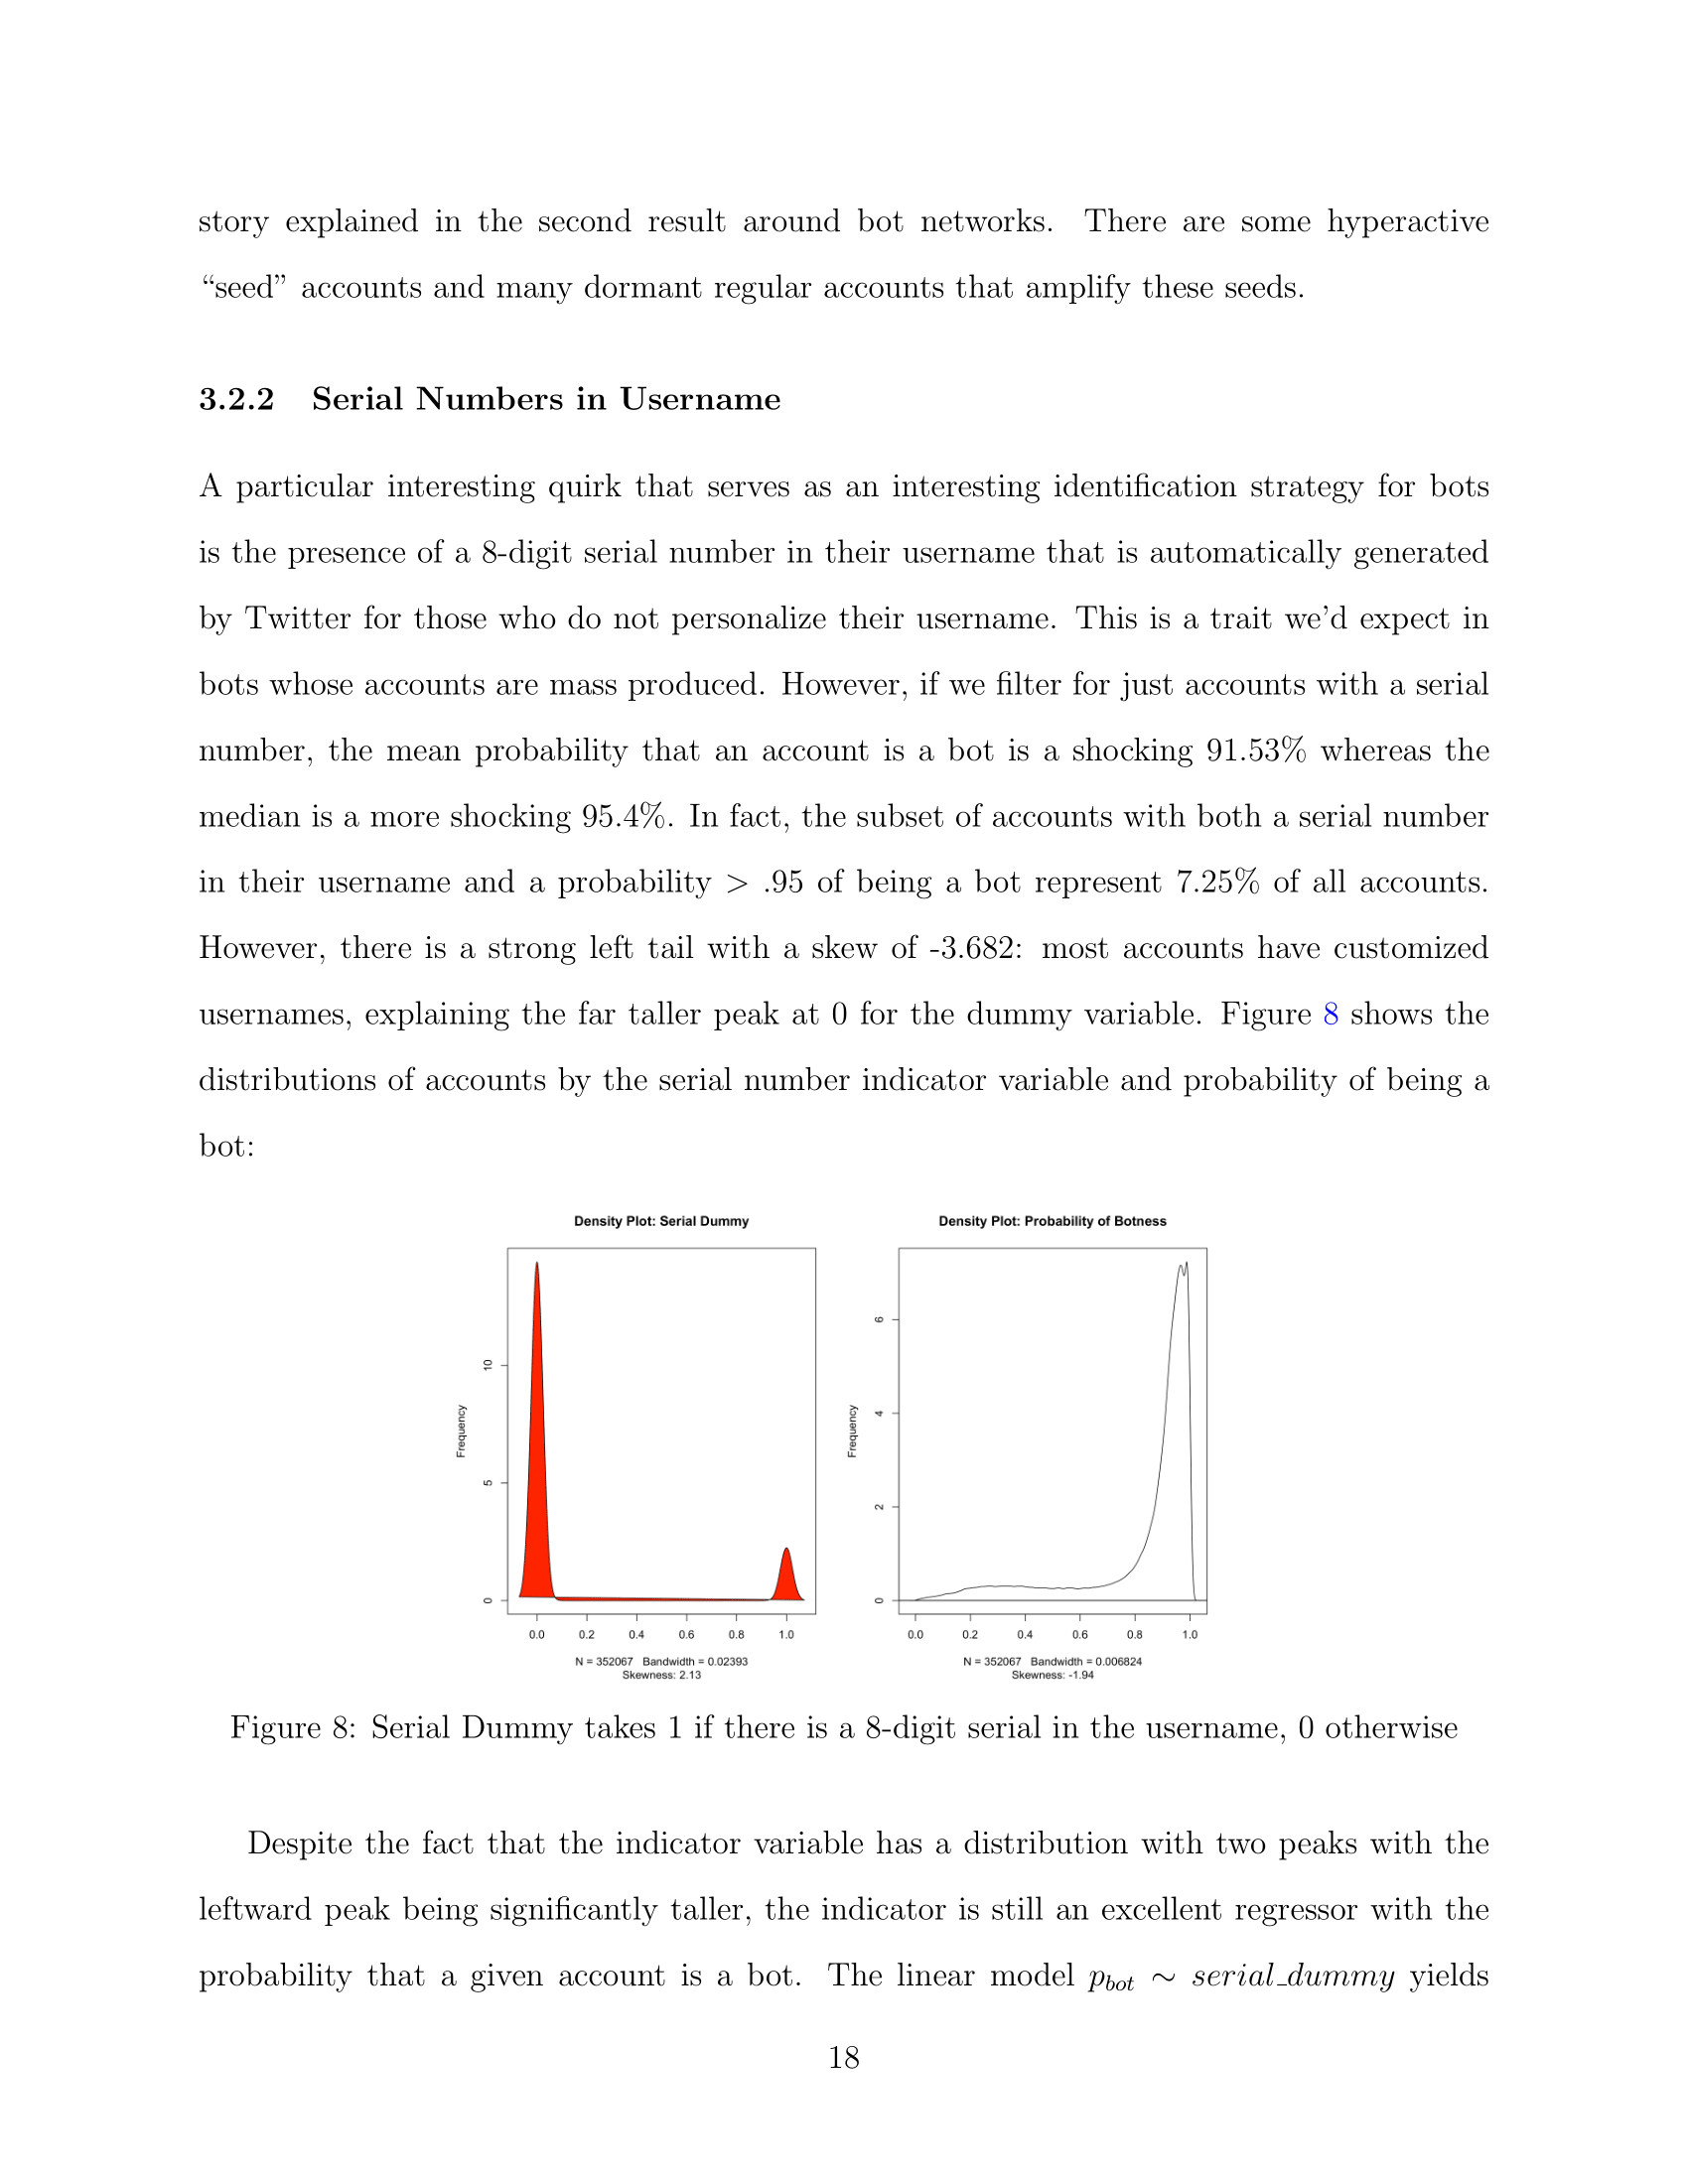 story explained in the second result around bot networks. There are some hyperactive
“seed” accounts and many dormant regular accounts that amplify these seeds.
3.2.2 Serial Numbers in Username
A particular interesting quirk that serves as an interesting identification strategy for bots
is the presence of a 8-digit serial number in their username that is automatically generated
by Twitter for those who do not personalize their username. This is a trait we’d expect in
bots whose accounts are mass produced. However, if we filter for just accounts with a serial
number, the mean probability that an account is a bot is a shocking 91.53% whereas the
median is a more shocking 95.4%. In fact, the subset of accounts with both a serial number
in their username and a probability > .95 of being a bot represent 7.25% of all accounts.
However, there is a strong left tail with a skew of -3.682: most accounts have customized
usernames, explaining the far taller peak at 0 for the dummy variable. Figure 8 shows the
distributions of accounts by the serial number indicator variable and probability of being a
bot:
Density Plot: Serial Dummy
Frequency
10
5
0
0.0 0.2 0.4 0.6 0.8 1.0
N = 352067 Bandwidth = 0.02393
Skewness: 2.13
Density Plot: Probability of Botness
Frequency
6
4
2
0
0.0 0.2 0.4 0.6 0.8 1.0
N = 352067 Bandwidth = 0.006824
Skewness: -1.94
Figure 8: Serial Dummy takes 1 if there is a 8-digit serial in the username, 0 otherwise
Despite the fact that the indicator variable has a distribution with two peaks with the
leftward peak being significantly taller, the indicator is still an excellent regressor with the
probability that a given account is a bot. The linear model p_bot ∼ serial_dummy yields
18